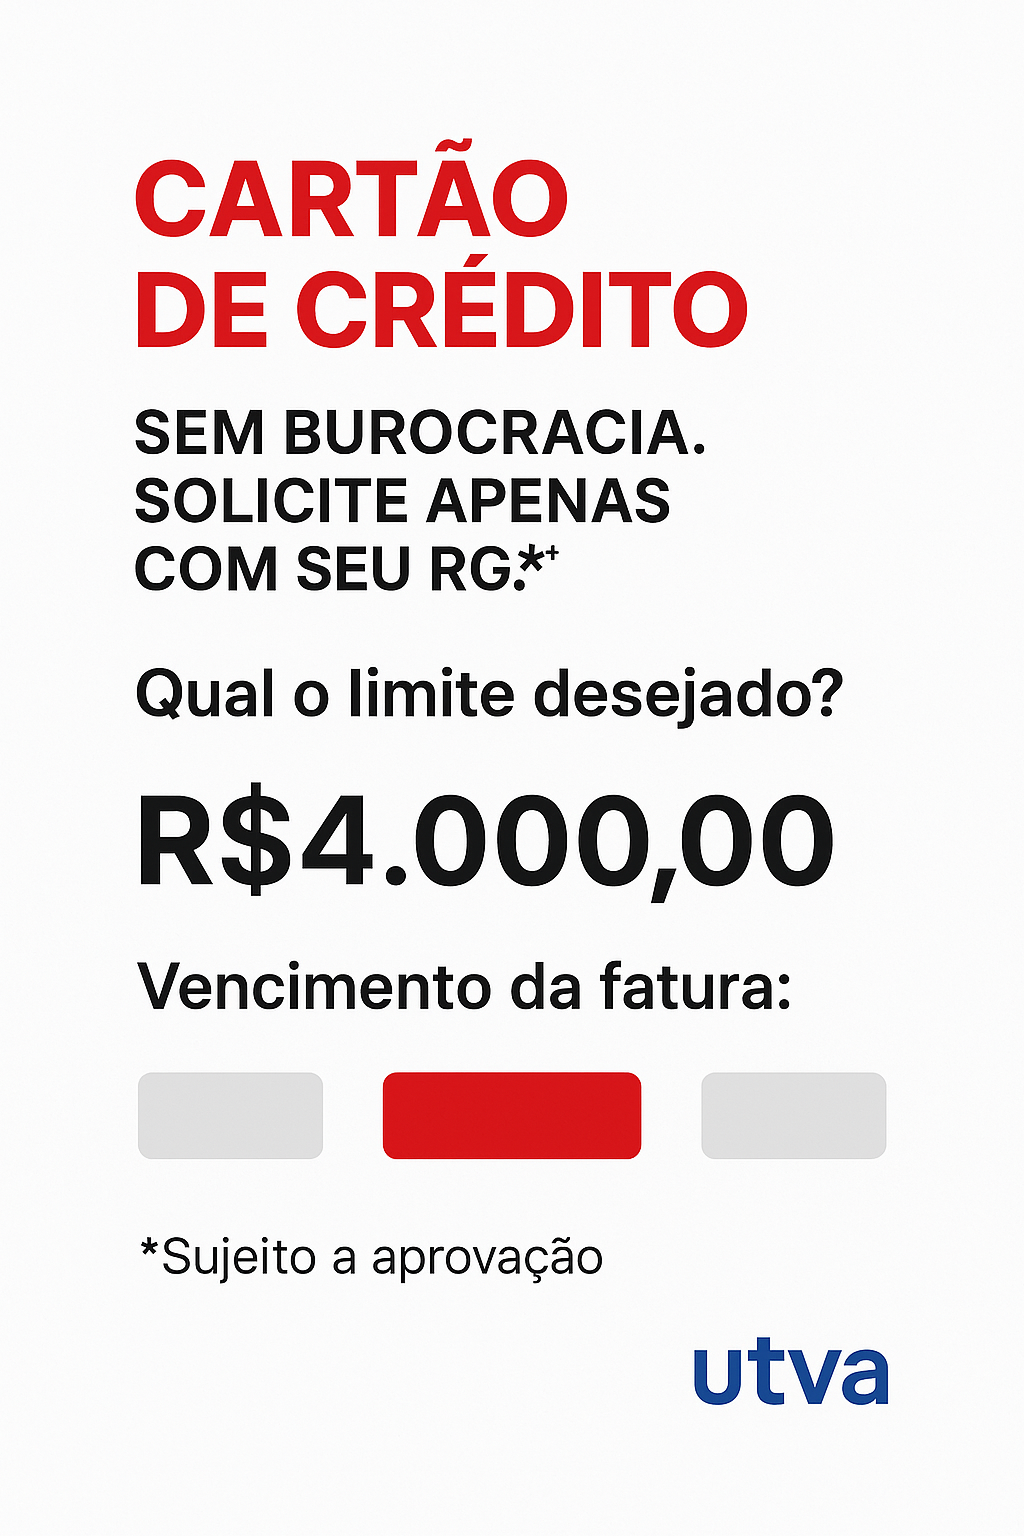 CARTÃO
DE CRÉDITO
SEM BUROCRACIA.
SOLICITE APENAS
COM SEU RG.*⁺
Qual o limite desejado?
R$4.000,00
Vencimento da fatura:
*Sujeito a aprovação
utva